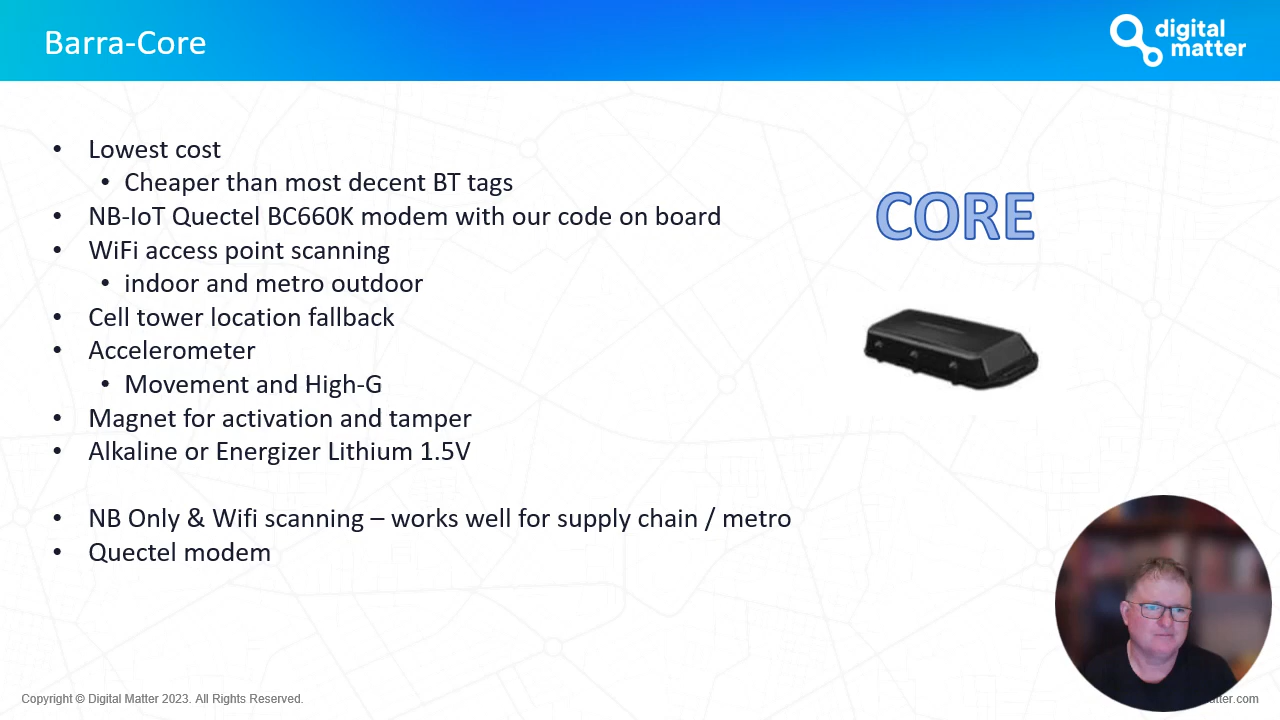 Barra-Core
digital
matter
• Lowest cost
• Cheaper than most decent BT tags
• NB-IoT Quectel BC660K modem with our code on board
• WiFi access point scanning
• indoor and metro outdoor
• Cell tower location fallback
• Accelerometer
• Movement and High-G
• Magnet for activation and tamper
• Alkaline or Energizer Lithium 1.5V
• NB Only & Wifi scanning – works well for supply chain / metro
• Quectel modem
CORE
Copyright © Digital Matter 2023. All Rights Reserved.